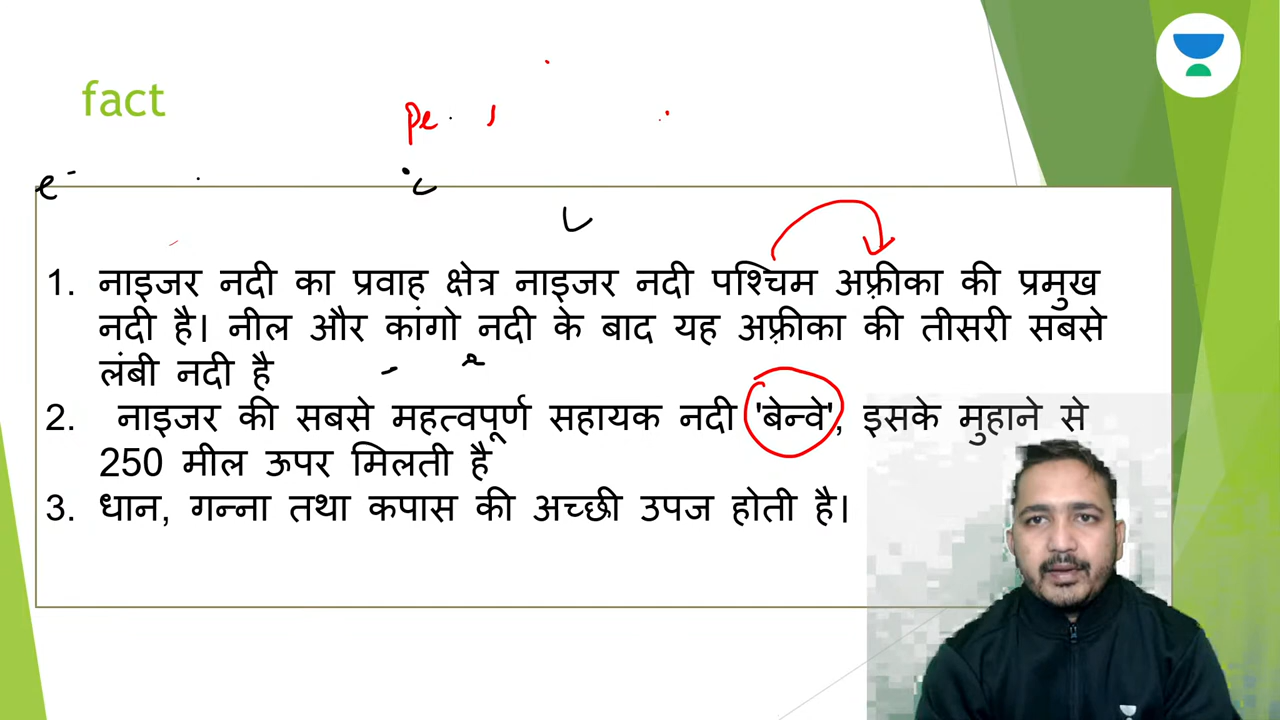 fact
pe
e-
1. नाइजर नदी का प्रवाह क्षेत्र नाइजर नदी पश्चिम अफ़्रीका की प्रमुख
नदी है। नील और कांगो नदी के बाद यह अफ़्रीका की तीसरी सबसे
लंबी नदी है
2. नाइजर की सबसे महत्वपूर्ण सहायक नदी 'बेन्वे', इसके मुहाने से
250 मील ऊपर मिलती है
3. धान, गन्ना तथा कपास की अच्छी उपज होती है।